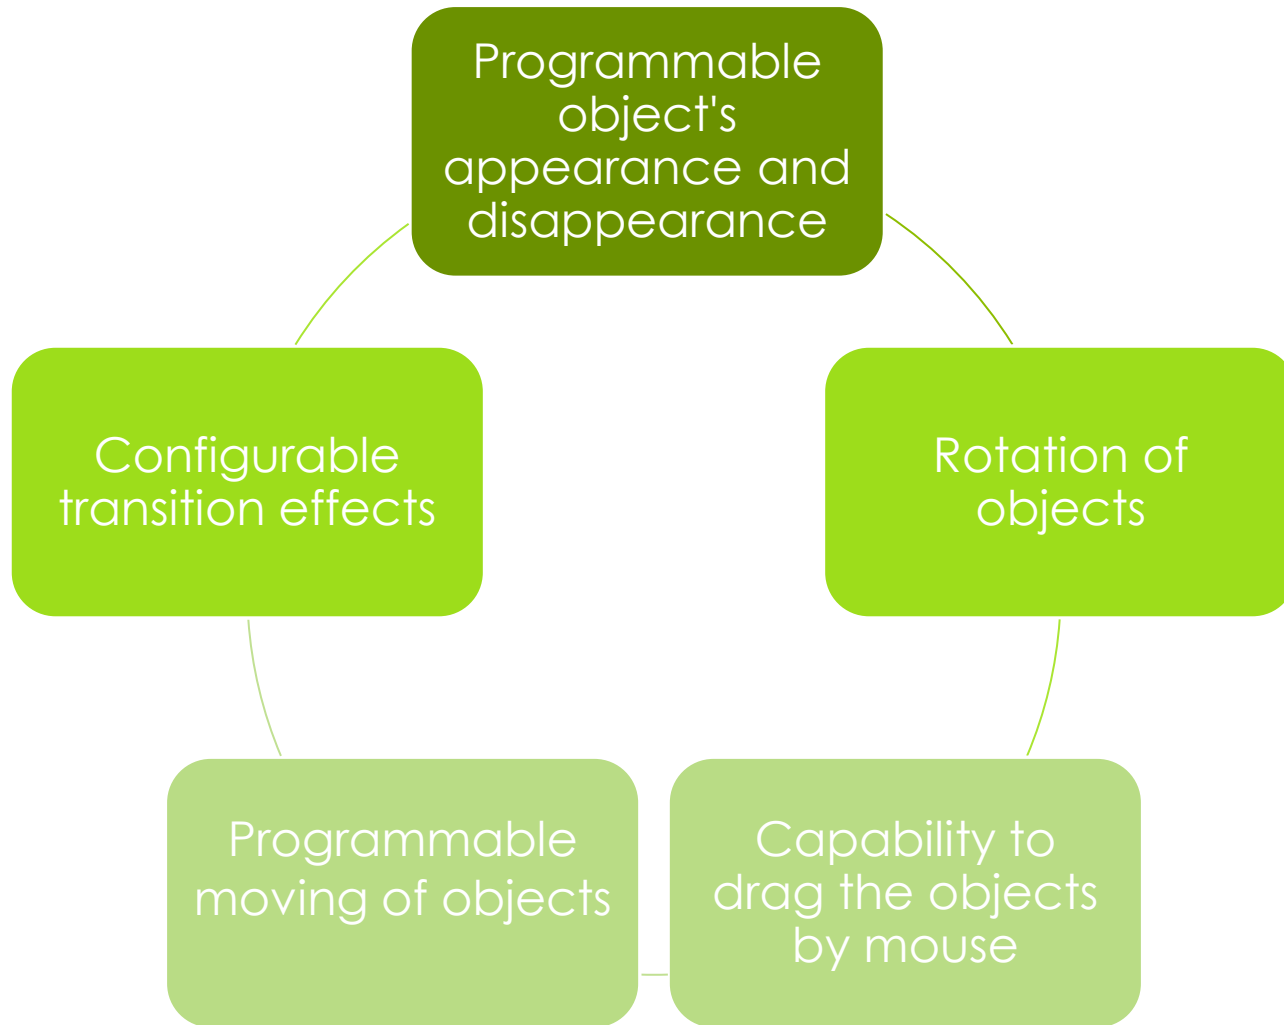 Programmable
object's
appearance and
disappearance
Configurable
transition effects
Rotation of
objects
Programmable
moving of objects
Capability to
drag the objects
by mouse